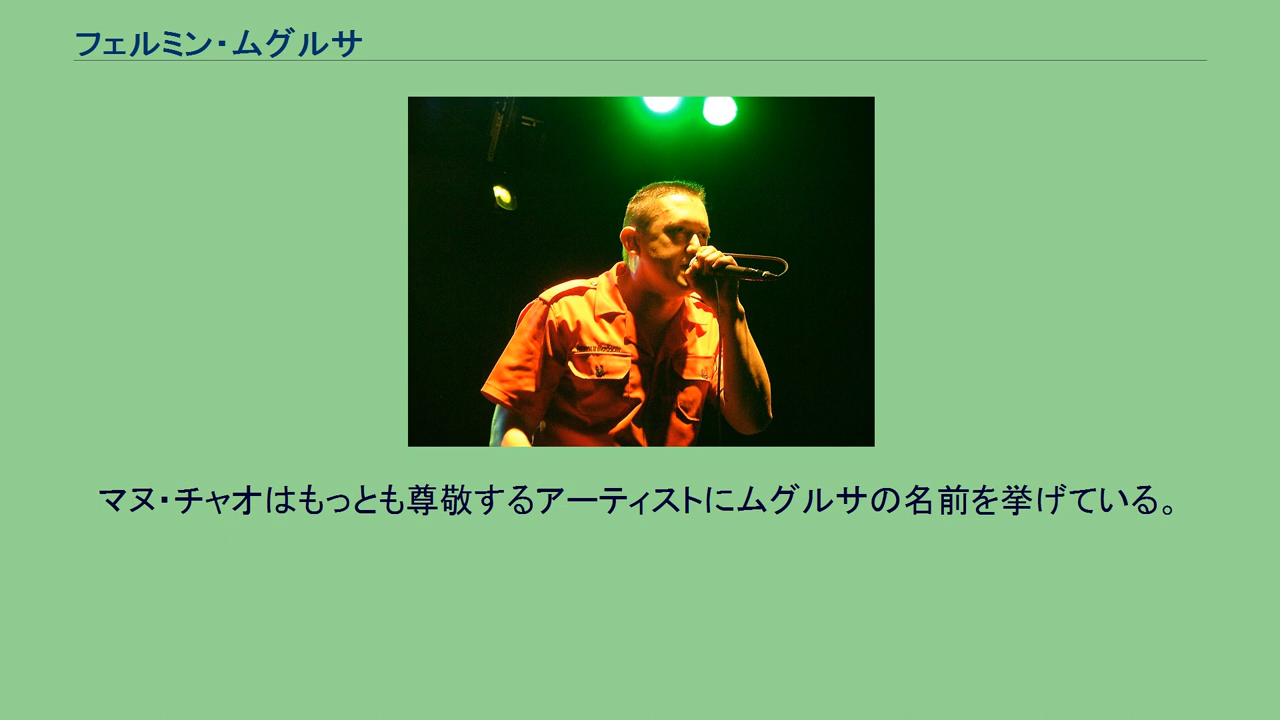 フェルミン・ムグルサ
マヌ・チャオはもっとも尊敬するアーティストにムグルサの名前を挙げている。